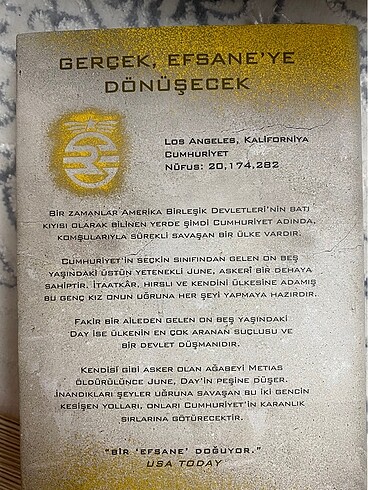 GERÇEK, EFSANE'YE
DÖNÜŞECEK
LOS ANGELES, KALİFORNİYA
CUMHURİYET
NÜFUS: 20,174,282
BİR ZAMANLAR AMERİKA BİRLEŞİK DEVLETLERİ'NİN BATI
KIYISI OLARAK BİLİNEN YERDE ŞİMDİ CUMHURİYET ADINDA,
KOMŞULARIYLA SÜREKLİ SAVAŞAN BİR ÜLKE VARDIR.
CUMHURİYET'İN SEÇKİN SINIFINDAN GELEN ON BEŞ
YAŞINDAKİ ÜSTÜN YETENEKLİ JUNE, ASKERİ BİR DEHAYA
SAHİPTİR. İTAATKÂR, HIRSLI VE KENDİNİ ÜLKESİNE ADAMIŞ
BU GENÇ KIZ ONUN UĞRUNA HER ŞEYİ YAPMAYA HAZIRDIR.
FAKİR BİR AİLEDEN GELEN ON BEŞ YAŞINDAKİ
DAY İSE ÜLKENİN EN ÇOK ARANAN SUÇLUSU VE
BİR DEVLET DÜŞMANIDIR.
KENDİSİ GİBİ ASKER OLAN AĞABEYİ METIAS
ÖLDÜRÜLÜNCE JUNE, DAY'İN PEŞİNE DÜŞER.
İNANDIKLARI ŞEYLER UĞRUNA SAVAŞAN BU İKİ GENCİN
KESİŞEN YOLLARI, ONLARI CUMHURİYET'İN KARANLIK
SIRLARINA GÖTÜRECEKTİR.
"BİR 'EFSANE' DOĞUYOR."
USA TODAY